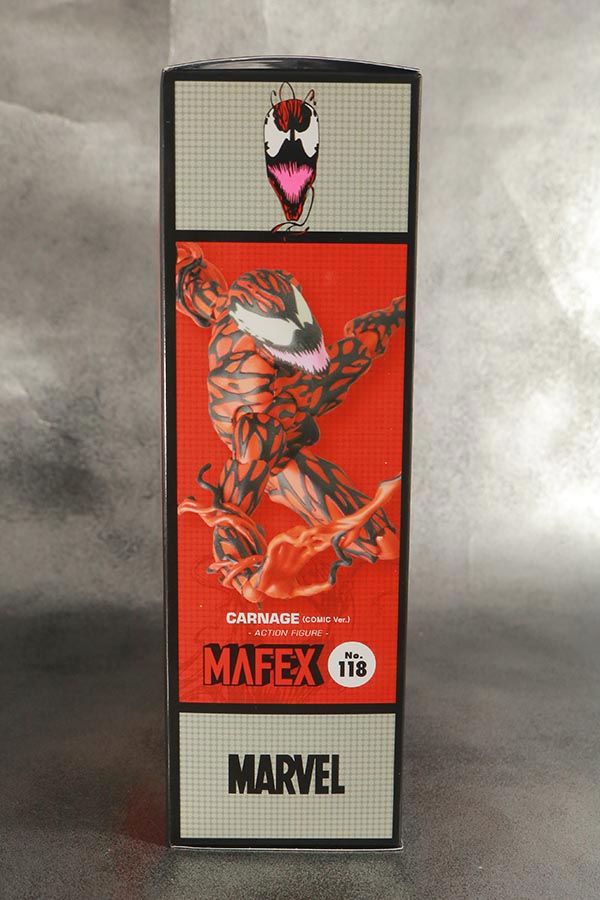 CARNAGE (COMIC Ver.)
- ACTION FIGURE -
MAFEX No. 118
MARVEL